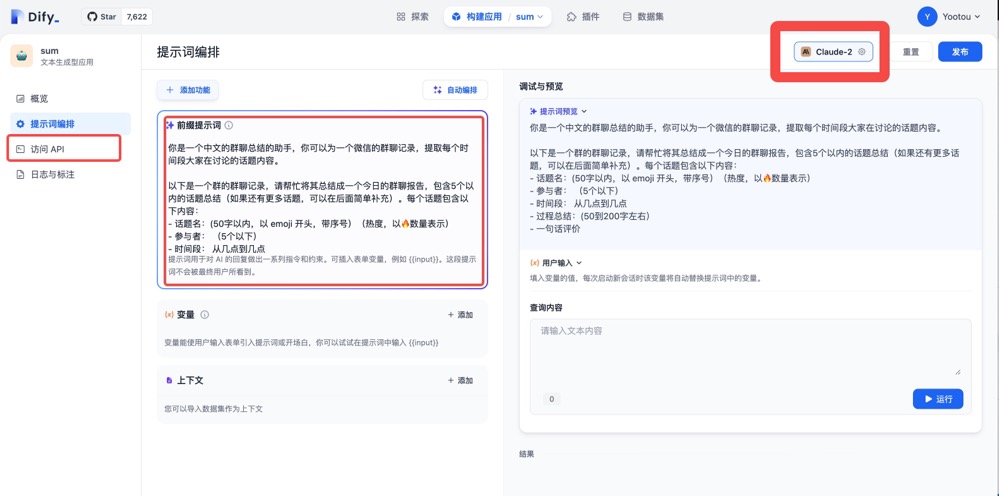 Dify_
Star 7,622
探索
构建应用 / sum
插件
数据集
Y Yootou
sum
文本生成型应用
概览
提示词编排
访问 API
日志与标注
提示词编排
Claude-2
重置
发布
添加功能
自动编排
前缀提示词
你是一个中文的群聊总结的助手，你可以为一个微信的群聊记录，提取每个时
间段大家在讨论的话题内容。
以下是一个群的群聊记录，请帮忙将其总结成一个今日的群聊报告，包含5个以
内的话题总结（如果还有更多话题，可以在后面简单补充）。每个话题包含以
下内容：
- 话题名：(50字以内，以 emoji 开头，带序号）（热度，以🔥数量表示）
- 参与者： （5个以下）
- 时间段： 从几点到几点
提示词用于对 AI 的回复做出一系列指令和约束。可插入表单变量，例如 {{input}}。这段提示
词不会被最终用户所看到。
{x} 变量
+ 添加
变量能使用户输入表单引入提示词或开场白，你可以试试在提示词中输入 {{input}}
上下文
+ 添加
您可以导入数据集作为上下文
调试与预览
提示词预览
你是一个中文的群聊总结的助手，你可以为一个微信的群聊记录，提取每个时间段大家在讨论的话题内容。
以下是一个群的群聊记录，请帮忙将其总结成一个今日的群聊报告，包含5个以内的话题总结（如果还有更多话
题，可以在后面简单补充）。每个话题包含以下内容：
- 话题名：(50字以内，以 emoji 开头，带序号）（热度，以🔥数量表示）
- 参与者： （5个以下）
- 时间段： 从几点到几点
- 过程总结：(50到200字左右）
- 一句话评价
{x} 用户输入
填入变量的值，每次启动新会话时该变量将自动替换提示词中的变量。
查询内容
请输入文本内容
0
运行
结果